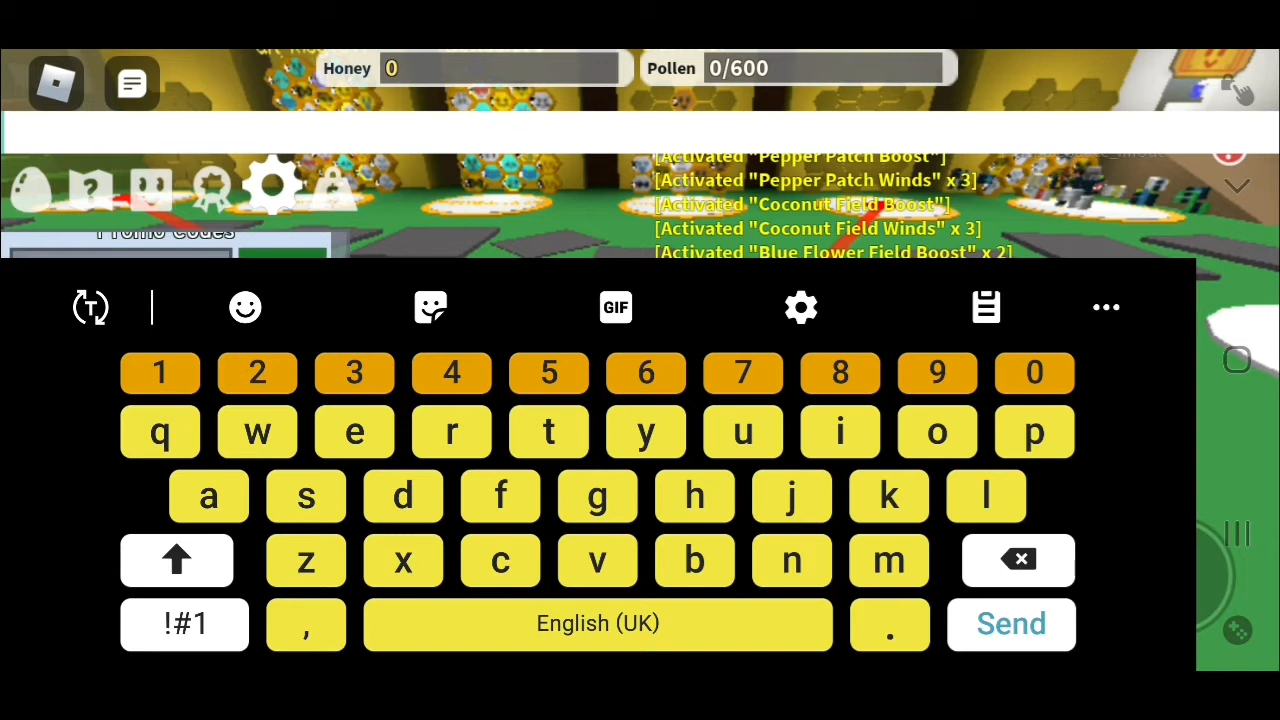 Honey 0 Pollen 0/600
[Activated "Pepper Patch Boost"]
[Activated "Pepper Patch Winds" x 3]
[Activated "Coconut Field Boost"]
[Activated "Coconut Field Winds" x 3]
Promo Codes
[Activated "Blue Flower Field Boost" x 2]
T GIF
1 2 3 4 5 6 7 8 9 0
q w e r t y u i o p
a s d f g h j k l
z x c v b n m
!#1 , English (UK) . Send